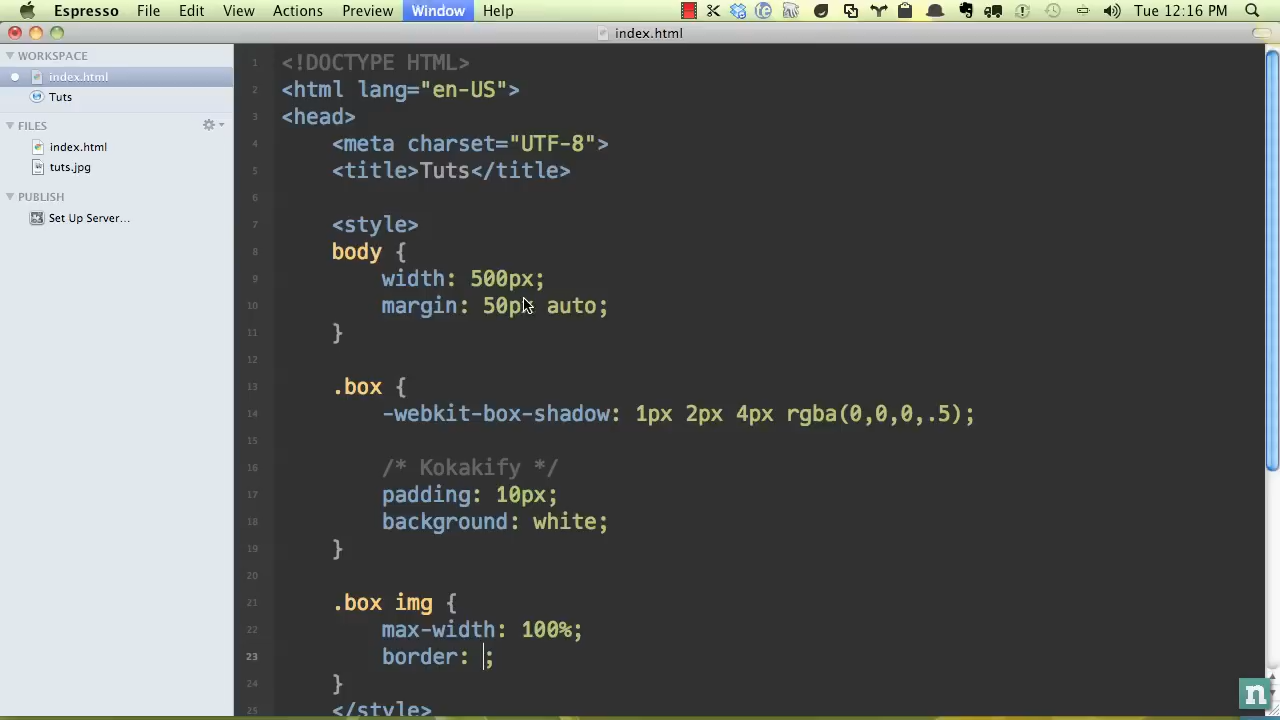 Espresso File Edit View Actions Preview Window Help Tue 12:16 PM
index.html
WORKSPACE
index.html
Tuts
FILES
index.html
tuts.jpg
PUBLISH
Set Up Server...
1 <!DOCTYPE HTML>
2 <html lang="en-US">
3 <head>
4 <meta charset="UTF-8">
5 <title>Tuts</title>
6
7 <style>
8 body {
9 width: 500px;
10 margin: 50px auto;
11 }
12
13 .box {
14 -webkit-box-shadow: 1px 2px 4px rgba(0,0,0,.5);
15
16 /* Kokakify */
17 padding: 10px;
18 background: white;
19 }
20
21 .box img {
22 max-width: 100%;
23 border: ;
24 }
25 </style>
n